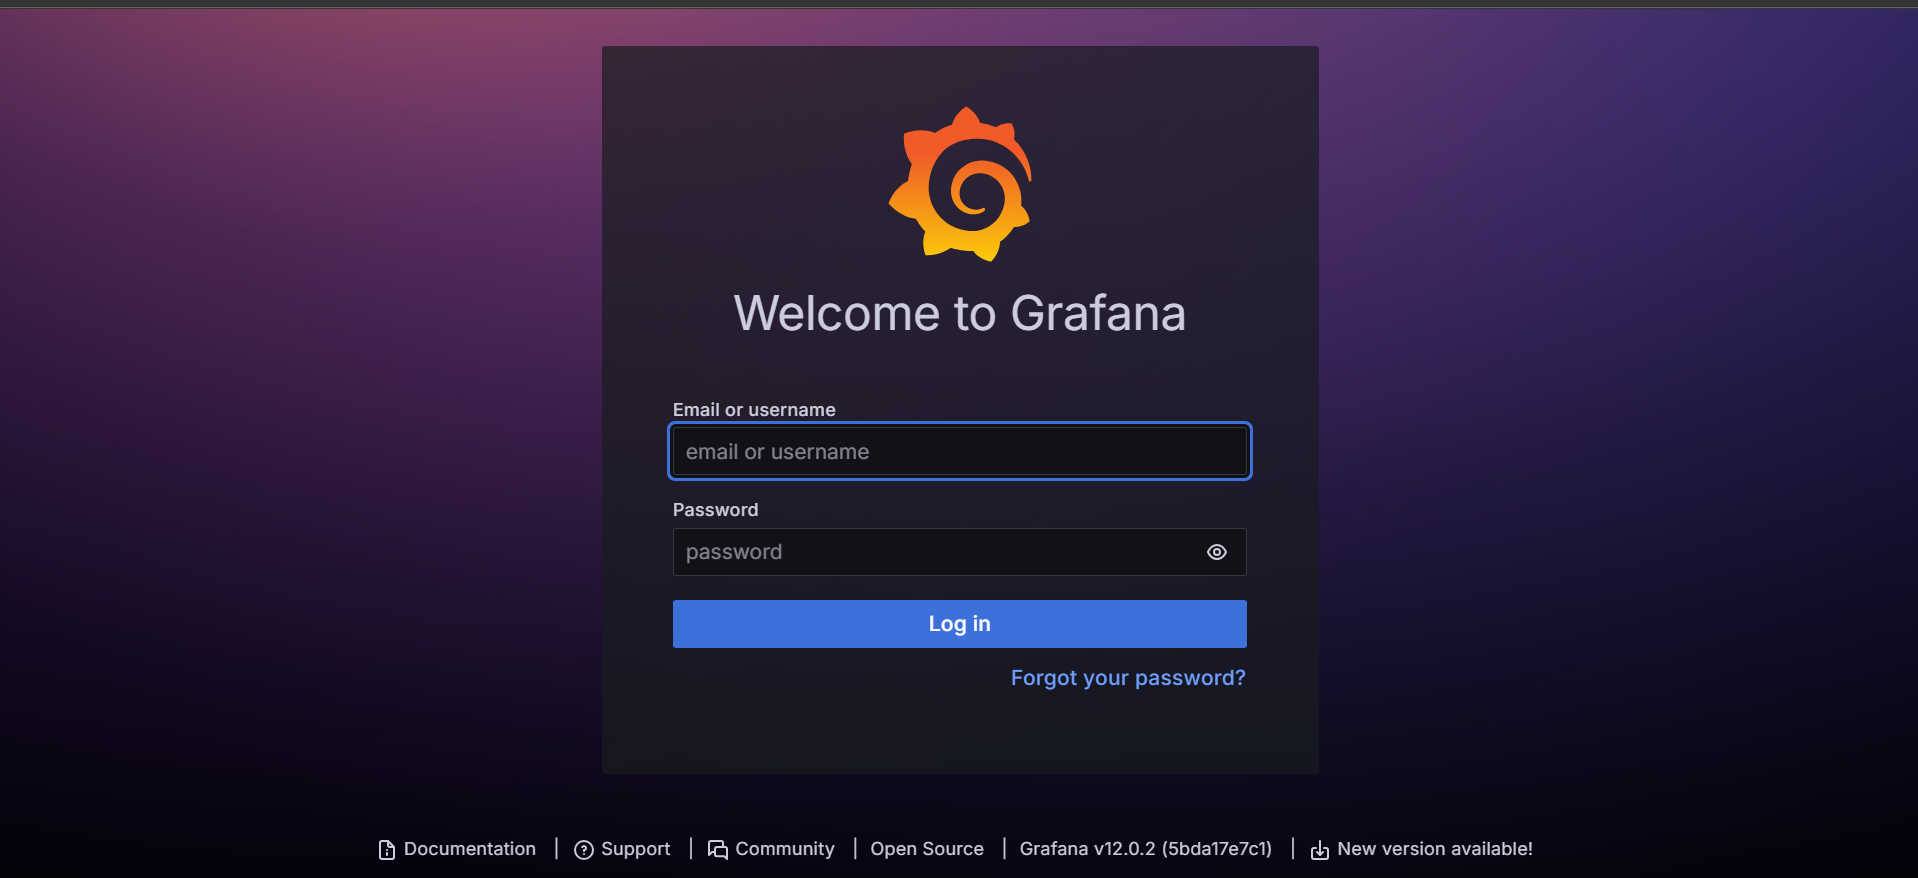 Welcome to Grafana
Email or username
email or username
Password
password
Log in
Forgot your password?
Documentation | Support | Community | Open Source | Grafana v12.0.2 (5bda17e7c1) | New version available!